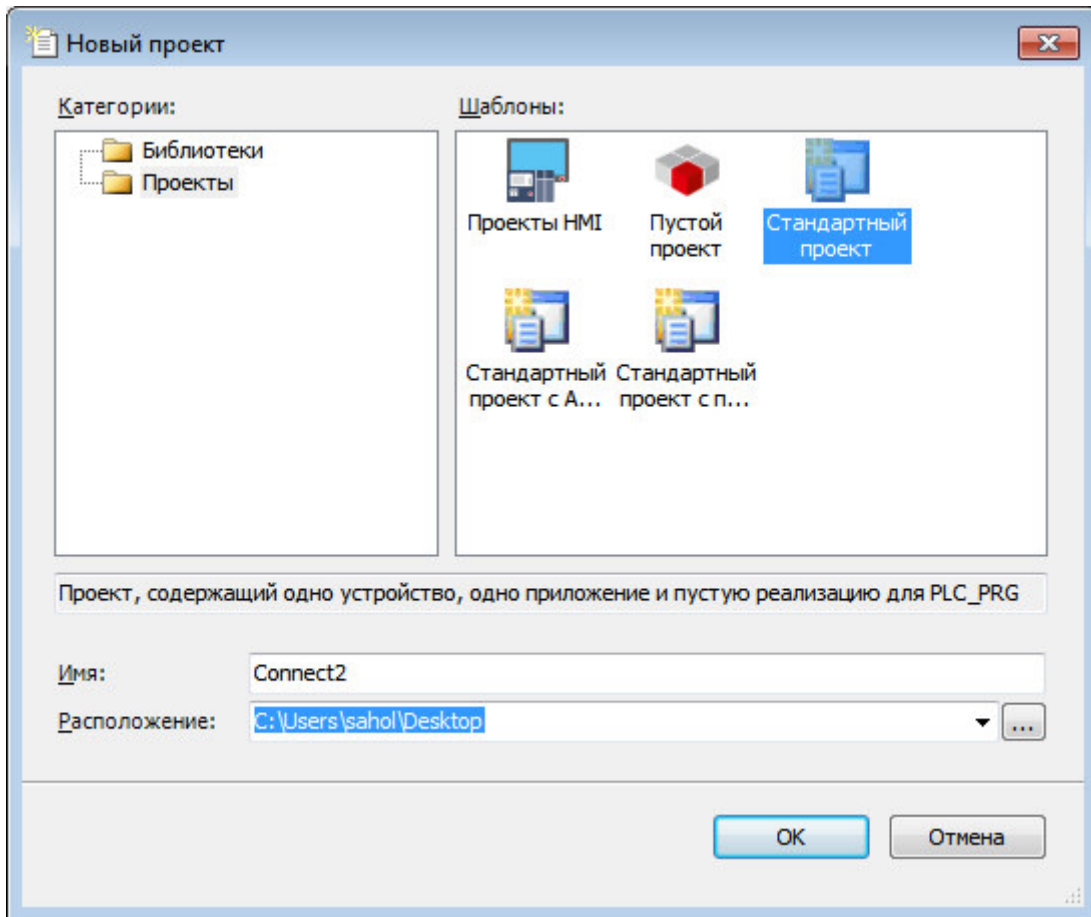 Новый проект
Категории:
Шаблоны:
Библиотеки
Проекты
Проекты HMI
Пустой
проект
Стандартный
проект
Стандартный
проект с A...
Стандартный
проект с п...
Проект, содержащий одно устройство, одно приложение и пустую реализацию для PLC_PRG
Имя:
Connect2
Расположение:
C:\Users\sahol\Desktop
...
OK
Отмена